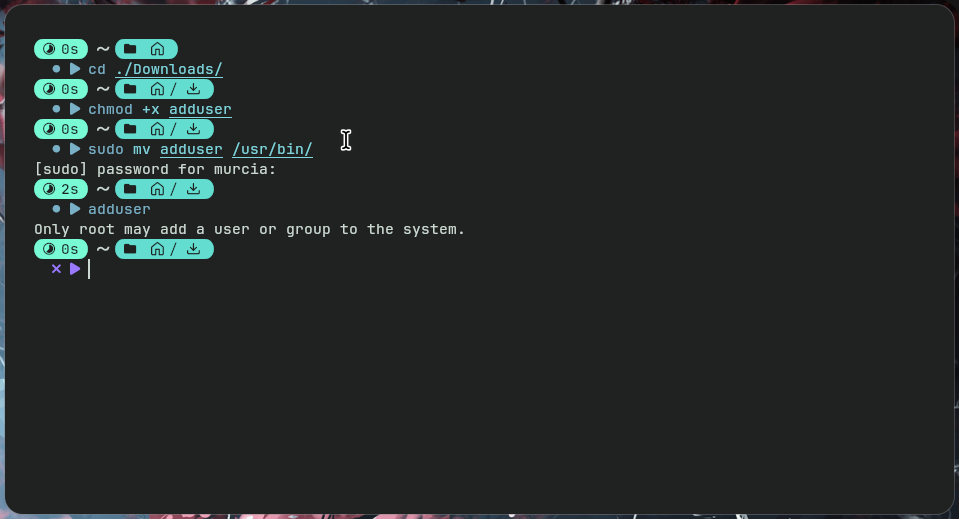 0s ~
cd ./Downloads/
0s ~ /
chmod +x adduser
0s ~ /
sudo mv adduser /usr/bin/
[sudo] password for murcia:
2s ~ /
adduser
Only root may add a user or group to the system.
0s ~ /
×